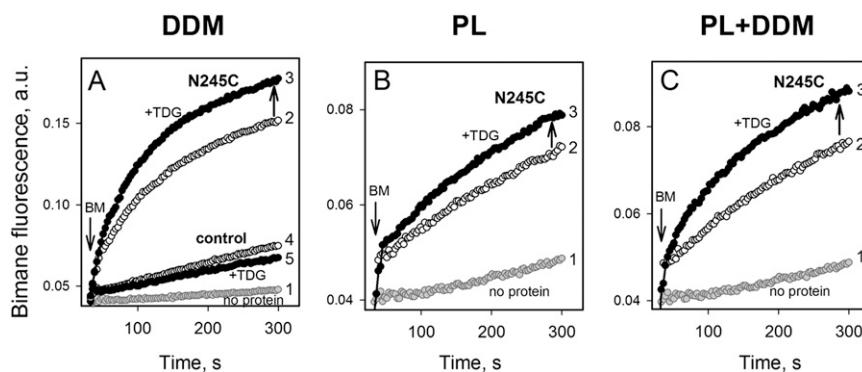 DDM
PL
PL+DDM
Bimane fluorescence, a.u.
A
N245C
3
+TDG
2
BM
control
4
5
+TDG
1
no protein
0.15
0.10
0.05
100
200
300
Time, s
B
N245C
3
+TDG
2
BM
1
no protein
0.08
0.06
0.04
100
200
300
Time, s
C
N245C
3
+TDG
2
BM
1
no protein
0.08
0.06
0.04
100
200
300
Time, s